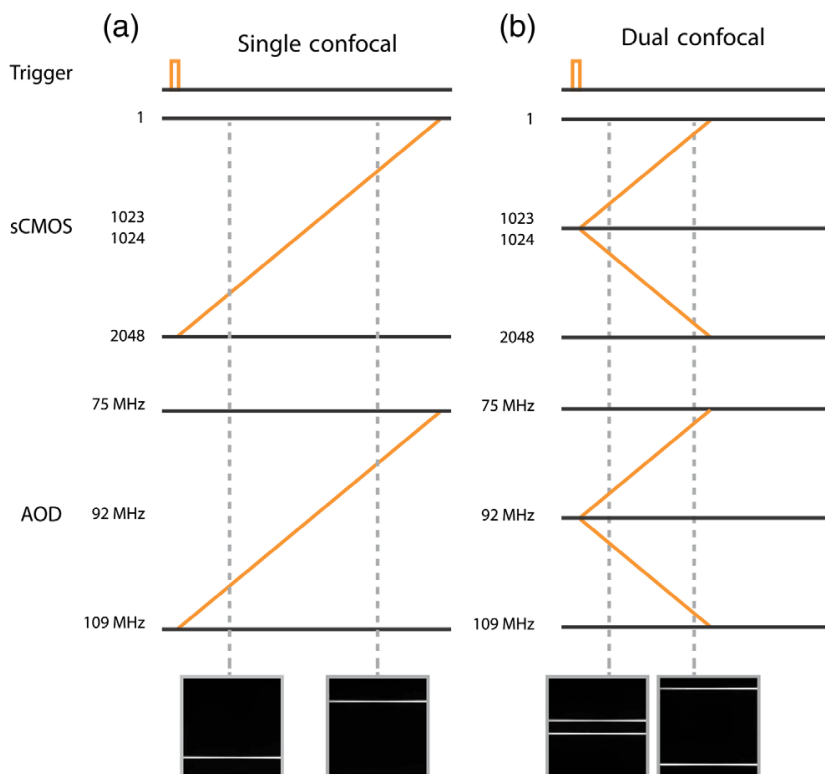 (a)
Single confocal
(b)
Dual confocal
Trigger
1
1
sCMOS
1023
1024
1023
1024
2048
2048
75 MHz
75 MHz
AOD
92 MHz
92 MHz
109 MHz
109 MHz